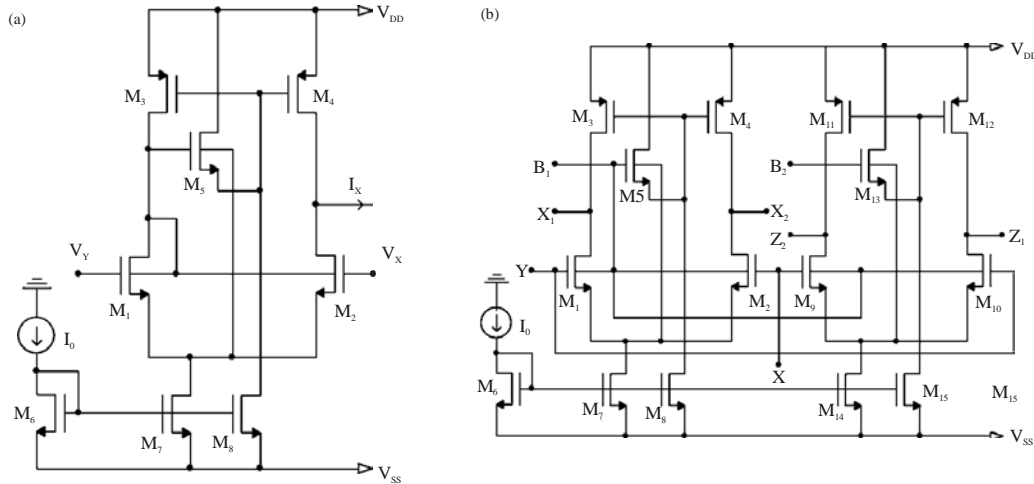 (a)
V_DD
M_3
M_4
M_5
I_X
V_Y
V_X
M_1
M_2
I_0
M_6
M_7
M_8
V_SS
(b)
V_DD
M_3
M_4
M_11
M_12
B_1
M5
B_2
M_13
X_1
X_2
Z_2
Z_1
Y
M_1
M_2
M_9
M_10
I_0
X
M_6
M_7
M_8
M_14
M_15
M_15
V_SS